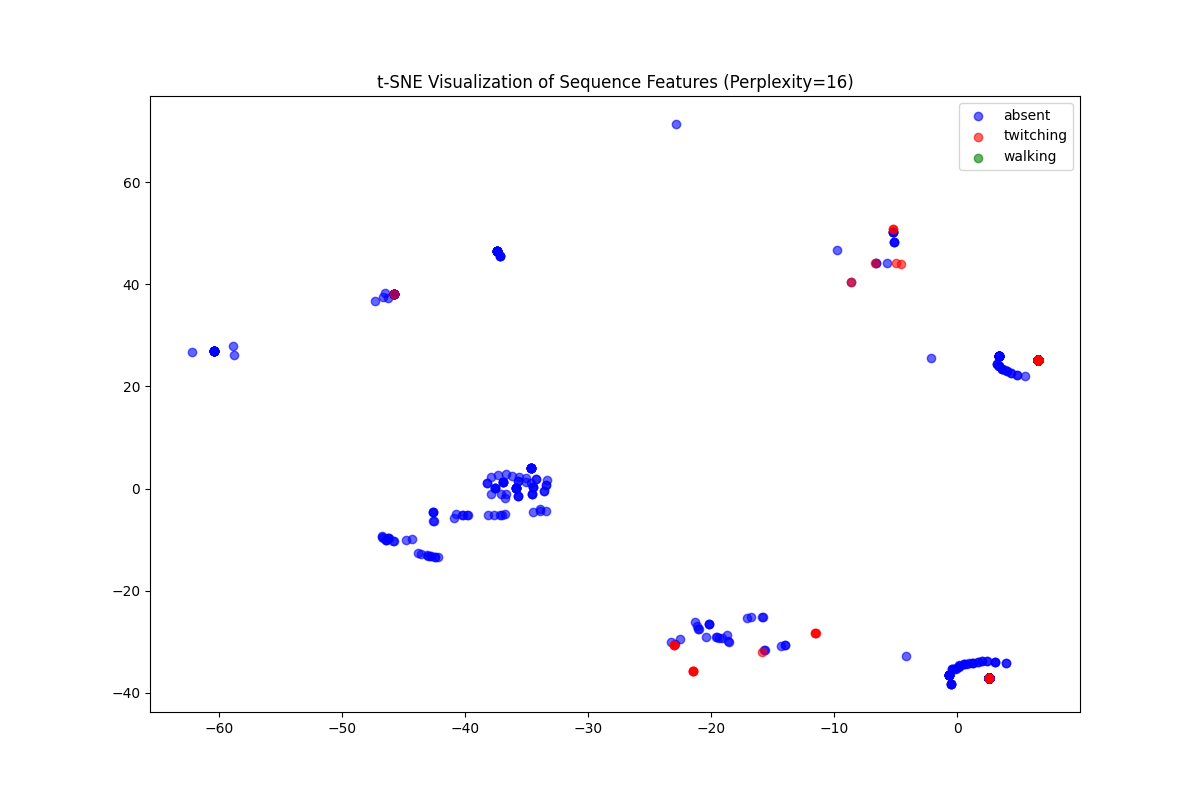 t-SNE Visualization of Sequence Features (Perplexity=16)
absent
twitching
walking
60
40
20
0
−20
−40
−60 −50 −40 −30 −20 −10 0